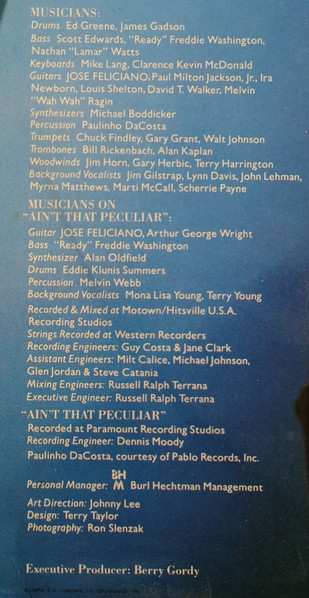 MUSICIANS:
Drums Ed Greene, James Gadson
Bass Scott Edwards, "Ready" Freddie Washington,
Nathan "Lamar" Watts
Keyboards Mike Lang, Clarence Kevin McDonald
Guitars JOSE FELICIANO, Paul Milton Jackson, Jr., Ira
Newborn, Louis Shelton, David T. Walker, Melvin
"Wah Wah" Ragin
Synthesizers Michael Boddicker
Percussion Paulinho DaCosta
Trumpets Chuck Findley, Gary Grant, Walt Johnson
Trombones Bill Rickenbach, Alan Kaplan
Woodwinds Jim Horn, Gary Herbic, Terry Harrington
Background Vocalists Jim Gilstrap, Lynn Davis, John Lehman,
Myrna Matthews, Marti McCall, Scherrie Payne
MUSICIANS ON
"AIN'T THAT PECULIAR":
Guitar JOSE FELICIANO, Arthur George Wright
Bass "Ready" Freddie Washington
Synthesizer Alan Oldfield
Drums Eddie Klunis Summers
Percussion Melvin Webb
Background Vocalists Mona Lisa Young, Terry Young
Recorded & Mixed at Motown/Hitsville U.S.A.
Recording Studios
Strings Recorded at Western Recorders
Recording Engineers: Guy Costa & Jane Clark
Assistant Engineers: Milt Calice, Michael Johnson,
Glen Jordan & Steve Catania
Mixing Engineers: Russell Ralph Terrana
Executive Engineer: Russell Ralph Terrana
"AIN'T THAT PECULIAR"
Recorded at Paramount Recording Studios
Recording Engineer: Dennis Moody
Paulinho DaCosta, courtesy of Pablo Records, Inc.
BH
M
Personal Manager: Burl Hechtman Management
Art Direction: Johnny Lee
Design: Terry Taylor
Photography: Ron Slenzak
Executive Producer: Berry Gordy